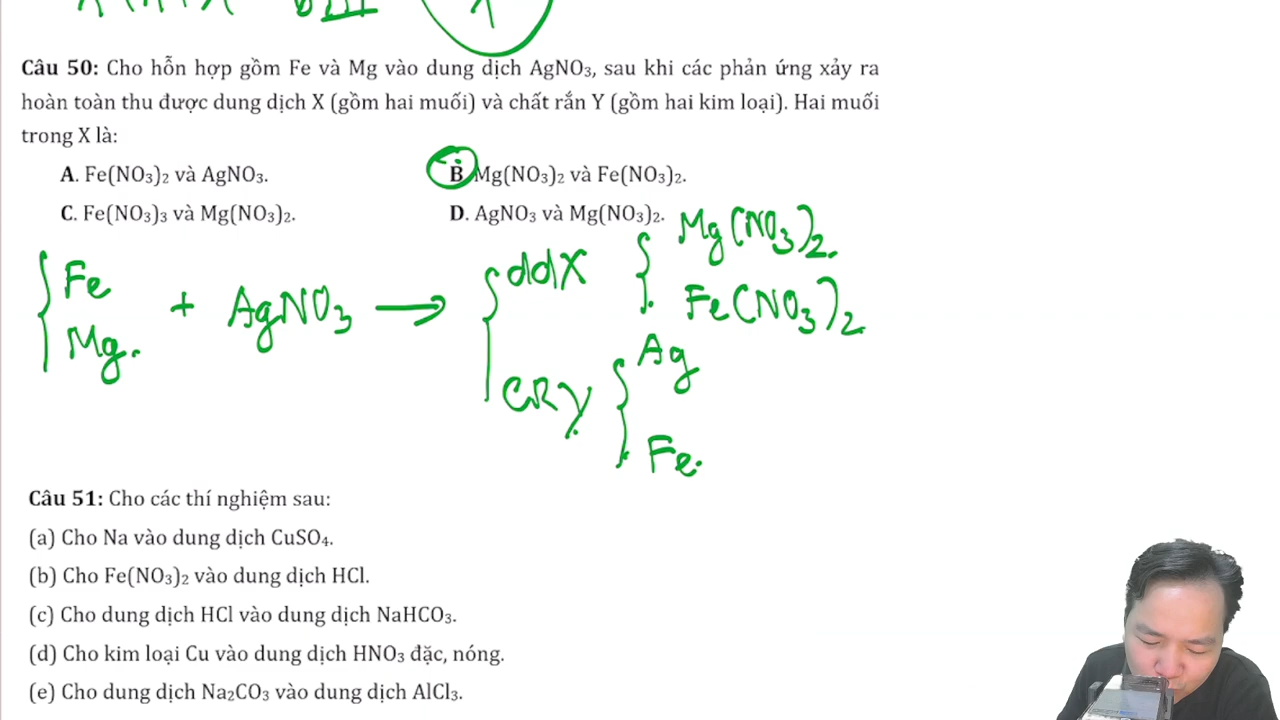 Câu 50: Cho hỗn hợp gồm Fe và Mg vào dung dịch AgNO₃, sau khi các phản ứng xảy ra
hoàn toàn thu được dung dịch X (gồm hai muối) và chất rắn Y (gồm hai kim loại). Hai muối
trong X là:
A. Fe(NO₃)₂ và AgNO₃.
B. Mg(NO₃)₂ và Fe(NO₃)₂.
C. Fe(NO₃)₃ và Mg(NO₃)₂.
D. AgNO₃ và Mg(NO₃)₂.
Fe
Mg.
+ AgNO₃ →
ddX
Mg(NO₃)₂.
Fe(NO₃)₂
CRY
Ag
Fe.
Câu 51: Cho các thí nghiệm sau:
(a) Cho Na vào dung dịch CuSO₄.
(b) Cho Fe(NO₃)₂ vào dung dịch HCl.
(c) Cho dung dịch HCl vào dung dịch NaHCO₃.
(d) Cho kim loại Cu vào dung dịch HNO₃ đặc, nóng.
(e) Cho dung dịch Na₂CO₃ vào dung dịch AlCl₃.